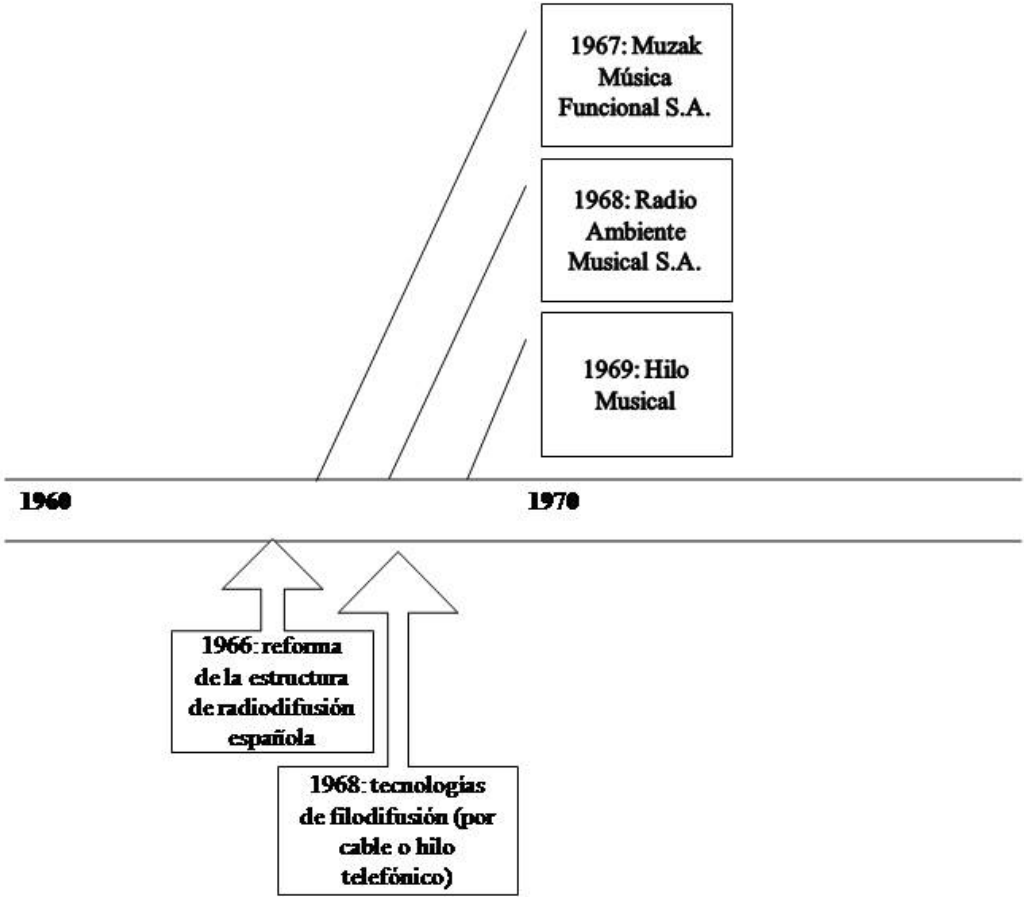 1967: Muzak
Música
Funcional S.A.
1968: Radio
Ambiente
Musical S.A.
1969: Hilo
Musical
1960
1970
1966: reforma
de la estructura
de radiodifusión
española
1968: tecnologías
de filodifusión (por
cable o hilo
telefónico)